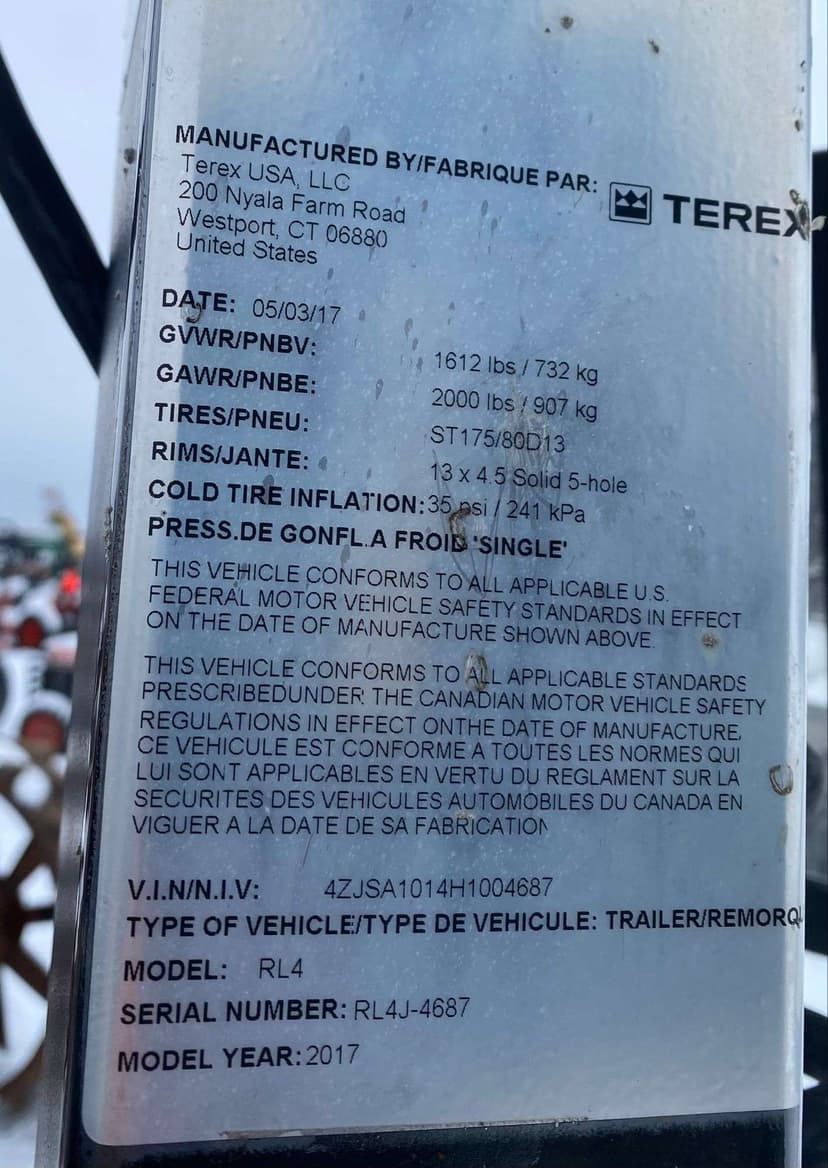 MANUFACTURED BY/FABRIQUE PAR:
TEREX
Terex USA, LLC
200 Nyala Farm Road
Westport, CT 06880
United States
DATE: 05/03/17
GVWR/PNBV: 1612 lbs / 732 kg
GAWR/PNBE: 2000 lbs / 907 kg
TIRES/PNEU: ST175/80D13
RIMS/JANTE: 13 x 4.5 Solid 5-hole
COLD TIRE INFLATION: 35 psi / 241 kPa
PRESS.DE GONFL.A FROID 'SINGLE'
THIS VEHICLE CONFORMS TO ALL APPLICABLE U.S.
FEDERAL MOTOR VEHICLE SAFETY STANDARDS IN EFFECT
ON THE DATE OF MANUFACTURE SHOWN ABOVE.
THIS VEHICLE CONFORMS TO ALL APPLICABLE STANDARDS
PRESCRIBEDUNDER THE CANADIAN MOTOR VEHICLE SAFETY
REGULATIONS IN EFFECT ONTHE DATE OF MANUFACTURE.
CE VEHICULE EST CONFORME A TOUTES LES NORMES QUI
LUI SONT APPLICABLES EN VERTU DU REGLAMENT SUR LA
SECURITES DES VEHICULES AUTOMOBILES DU CANADA EN
VIGUER A LA DATE DE SA FABRICATION
V.I.N/N.I.V: 4ZJSA1014H1004687
TYPE OF VEHICLE/TYPE DE VEHICULE: TRAILER/REMORQ
MODEL: RL4
SERIAL NUMBER: RL4J-4687
MODEL YEAR: 2017